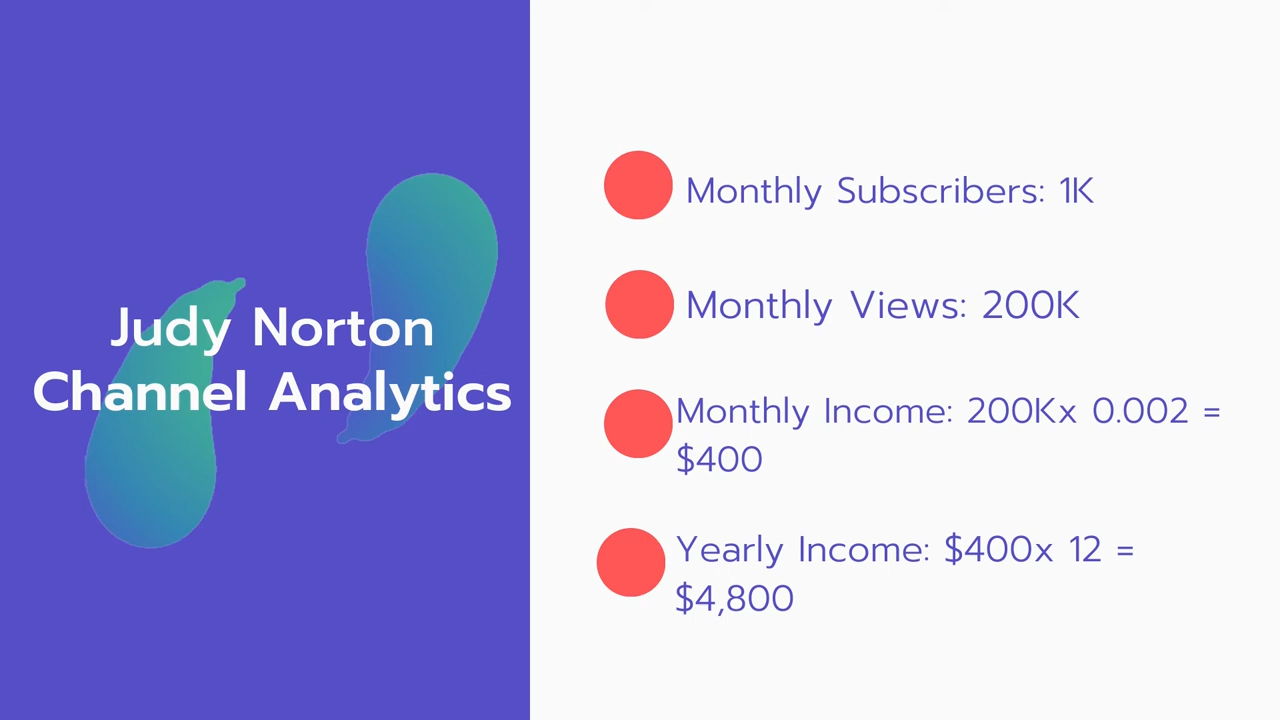 Judy Norton
Channel Analytics
Monthly Subscribers: 1K
Monthly Views: 200K
Monthly Income: 200Kx 0.002 =
$400
Yearly Income: $400x 12 =
$4,800